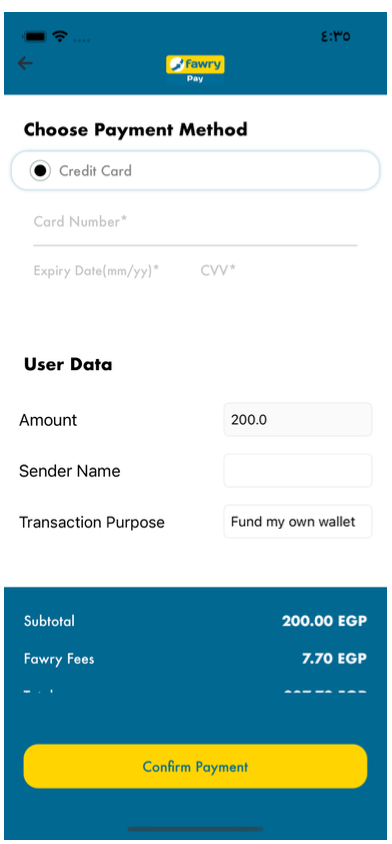 ٤:٣٥
fawry
Pay
Choose Payment Method
Credit Card
Card Number*
Expiry Date(mm/yy)* CVV*
User Data
Amount 200.0
Sender Name
Transaction Purpose Fund my own wallet
Subtotal 200.00 EGP
Fawry Fees 7.70 EGP
Confirm Payment